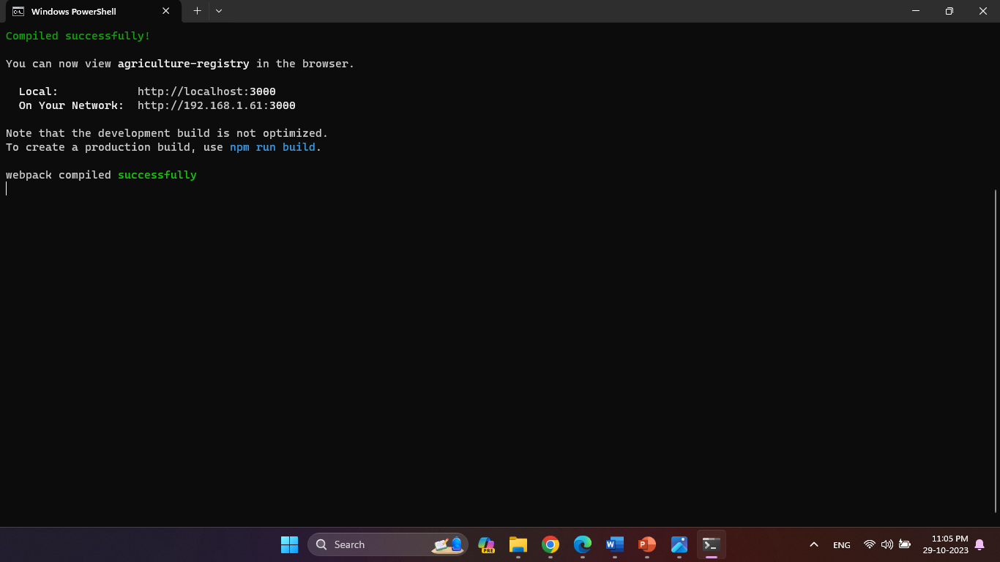 Windows PowerShell
Compiled successfully!
You can now view agriculture-registry in the browser.
Local: http://localhost:3000
On Your Network: http://192.168.1.61:3000
Note that the development build is not optimized.
To create a production build, use npm run build.
webpack compiled successfully
Search
PRE
ENG
11:05 PM
29-10-2023